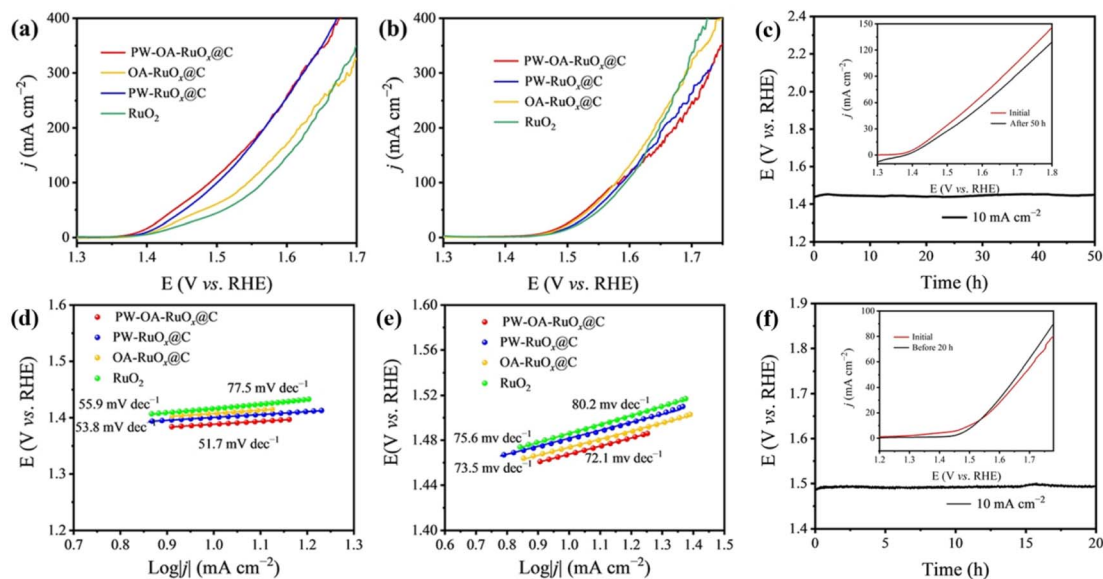 (a)
400
300
200
100
0
j (mA cm⁻²)
PW-OA-RuOₓ@C
OA-RuOₓ@C
PW-RuOₓ@C
RuO₂
1.3 1.4 1.5 1.6 1.7
E (V vs. RHE)
(b)
400
300
200
100
0
j (mA cm⁻²)
PW-OA-RuOₓ@C
PW-RuOₓ@C
OA-RuOₓ@C
RuO₂
1.3 1.4 1.5 1.6 1.7
E (V vs. RHE)
(c)
2.4
2.2
2.0
1.8
1.6
1.4
1.2
E (V vs. RHE)
150
120
90
60
30
0
j (mA cm⁻²)
Initial
After 50 h
1.3 1.4 1.5 1.6 1.7 1.8
E (V vs. RHE)
10 mA cm⁻²
0 10 20 30 40 50
Time (h)
(d)
1.6
1.5
1.4
1.3
1.2
E (V vs. RHE)
PW-OA-RuOₓ@C
PW-RuOₓ@C
OA-RuOₓ@C
RuO₂
77.5 mV dec⁻¹
55.9 mV dec⁻¹
53.8 mV dec⁻¹
51.7 mV dec⁻¹
0.6 0.7 0.8 0.9 1.0 1.1 1.2 1.3
Log|j| (mA cm⁻²)
(e)
1.60
1.56
1.52
1.48
1.44
1.40
E(V vs. RHE)
PW-OA-RuOₓ@C
PW-RuOₓ@C
OA-RuOₓ@C
RuO₂
80.2 mv dec⁻¹
75.6 mv dec⁻¹
73.5 mv dec⁻¹
72.1 mv dec⁻¹
0.6 0.8 1.0 1.2 1.4
Log|j| (mA cm⁻²)
(f)
1.9
1.8
1.7
1.6
1.5
1.4
E (V vs. RHE)
80
60
40
20
0
j (mA cm⁻²)
Initial
Before 20 h
1.2 1.3 1.4 1.5 1.6 1.7
E (V vs. RHE)
10 mA cm⁻²
0 5 10 15 20
Time (h)